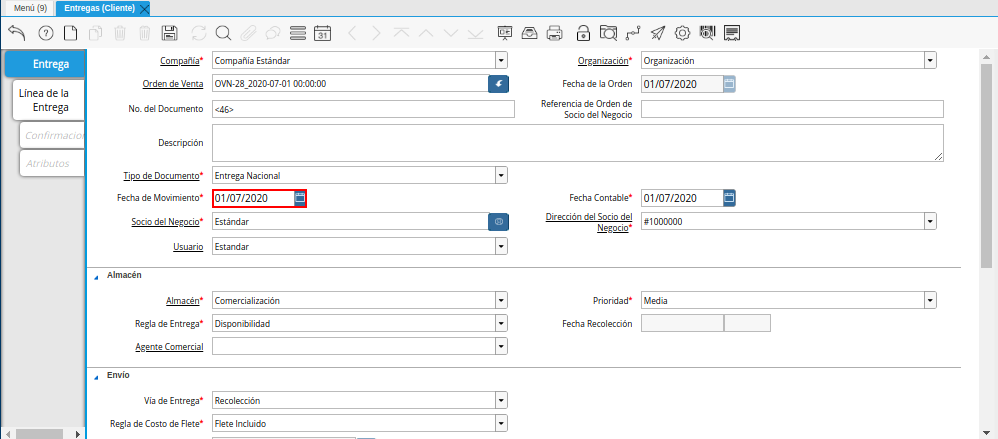 Menú (9) Entregas (Cliente)
31
Entrega
Línea de la
Entrega
Confirmacion
Atributos
Compañía* Compañía Estándar Organización* Organización
Orden de Venta OVN-28_2020-07-01 00:00:00 Fecha de la Orden 01/07/2020
No. del Documento <46> Referencia de Orden de
Socio del Negocio
Descripción
Tipo de Documento* Entrega Nacional
Fecha de Movimiento* 01/07/2020 Fecha Contable* 01/07/2020
Socio del Negocio* Estándar Dirección del Socio del
Negocio* #1000000
Usuario Estandar
Almacén
Almacén* Comercialización Prioridad* Media
Regla de Entrega* Disponibilidad Fecha Recolección
Agente Comercial
Envío
Vía de Entrega* Recolección
Regla de Costo de Flete* Flete Incluido